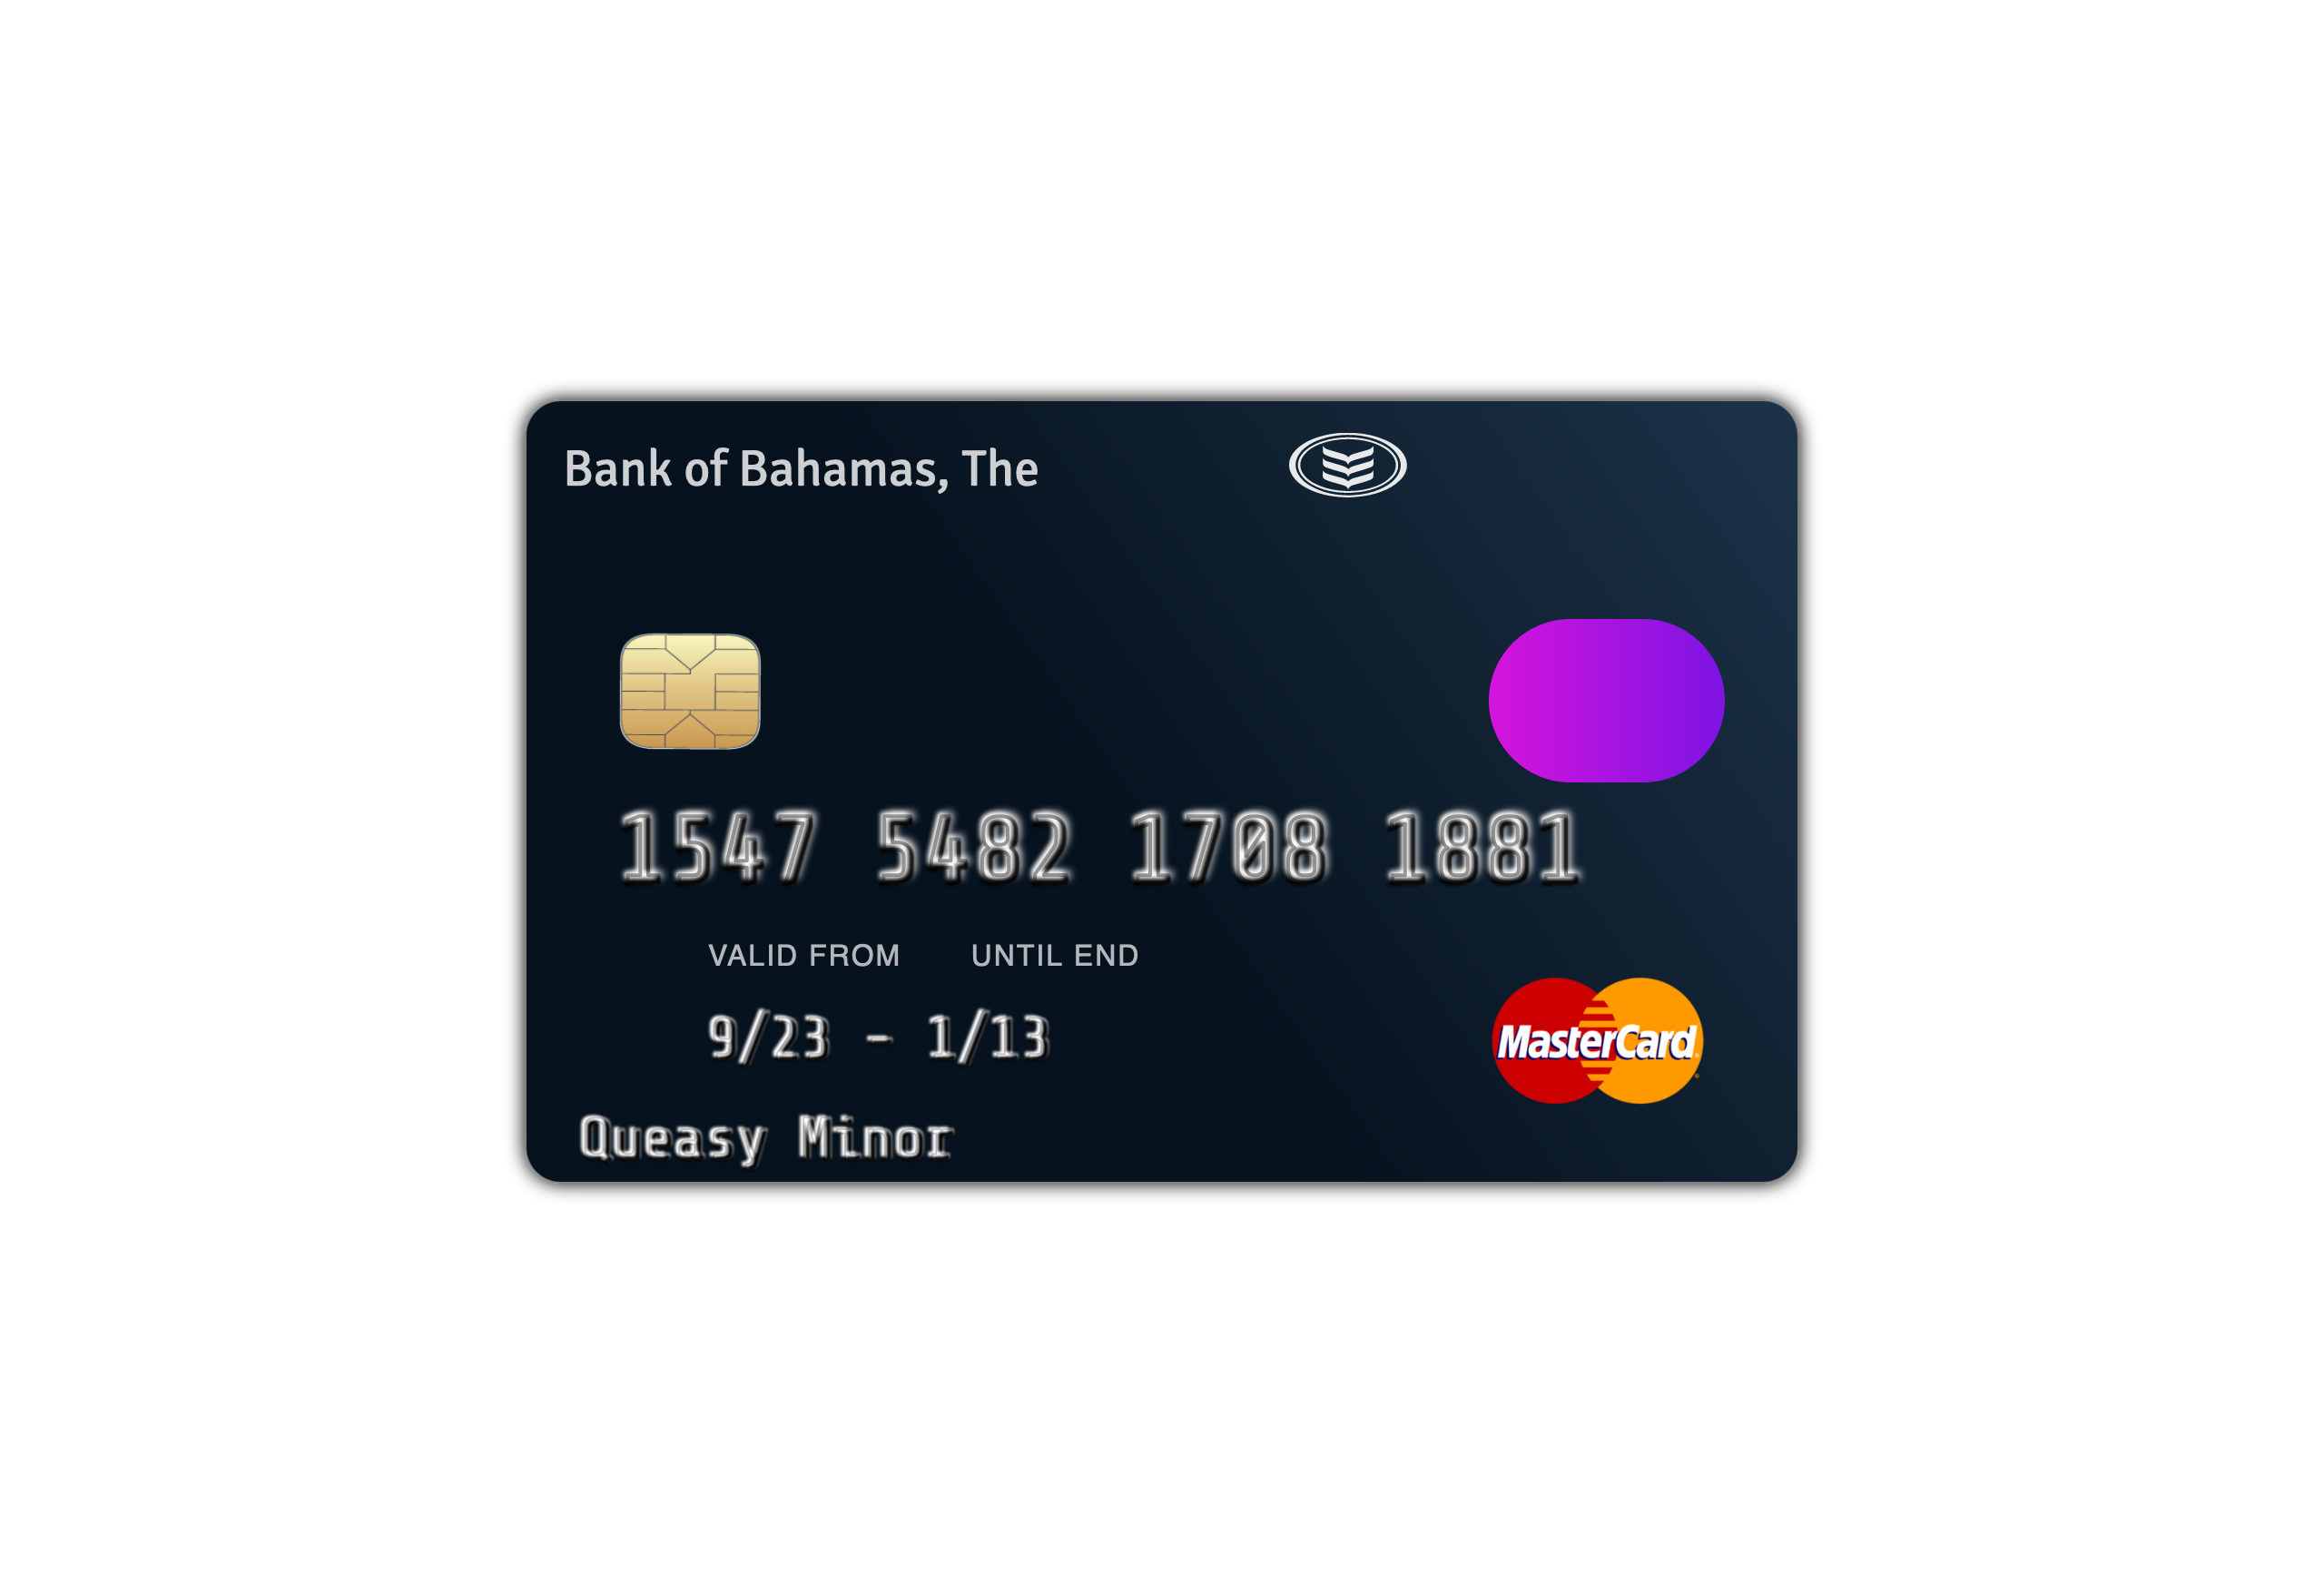 Bank of Bahamas, The
1547 5482 1708 1881
VALID FROM UNTIL END
9/23 - 1/13
MasterCard
Queasy Minor